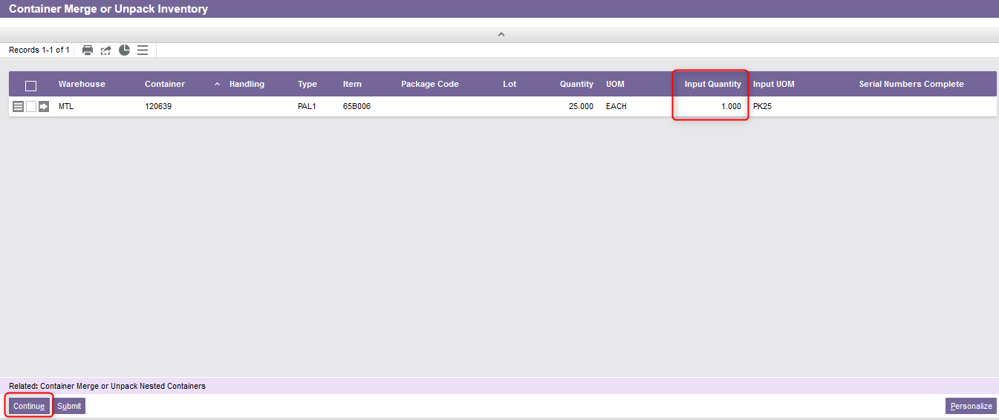 Container Merge or Unpack Inventory
Records 1-1 of 1
Warehouse Container Handling Type Item Package Code Lot Quantity UOM Input Quantity Input UOM Serial Numbers Complete
MTL 120639 PAL1 65B006 25.000 EACH 1.000 PK25
Related: Container Merge or Unpack Nested Containers
Continue Submit Personalize